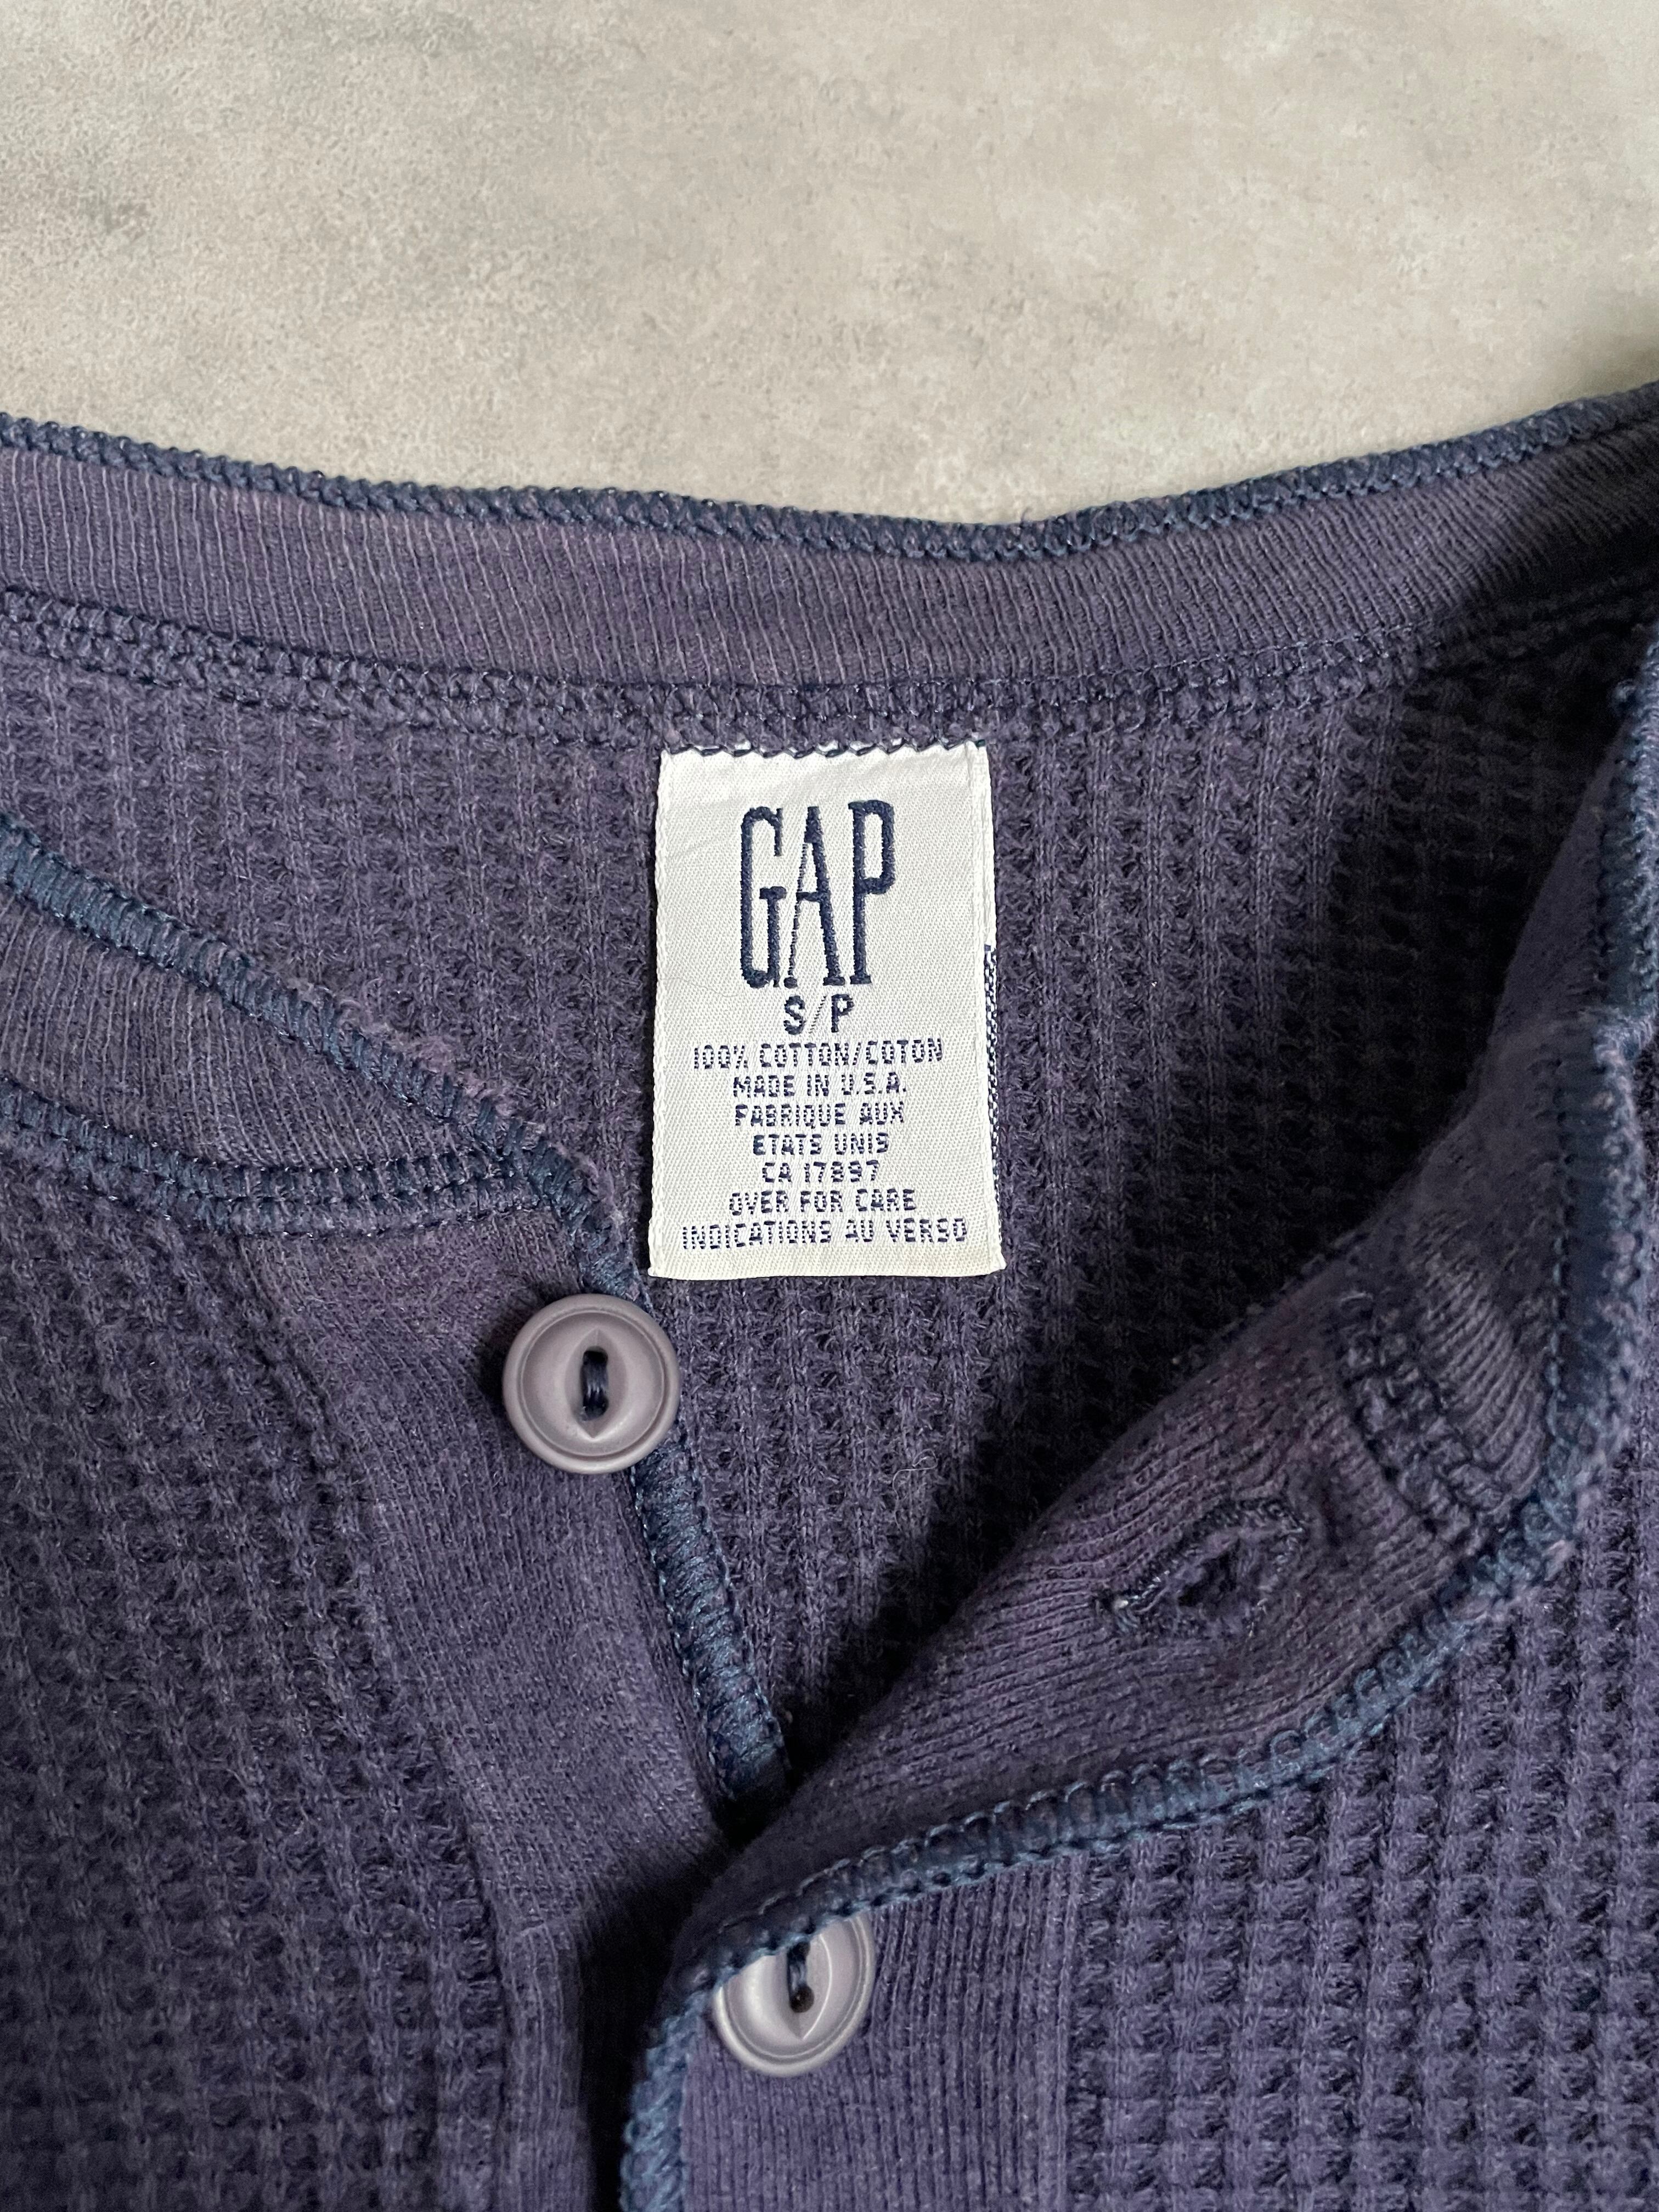 GAP
S/P
100% COTTON/COTON
MADE IN U.S.A.
FABRIQUE AUX
ETATS UNIS
CA 17897
OVER FOR CARE
INDICATIONS AU VERSO